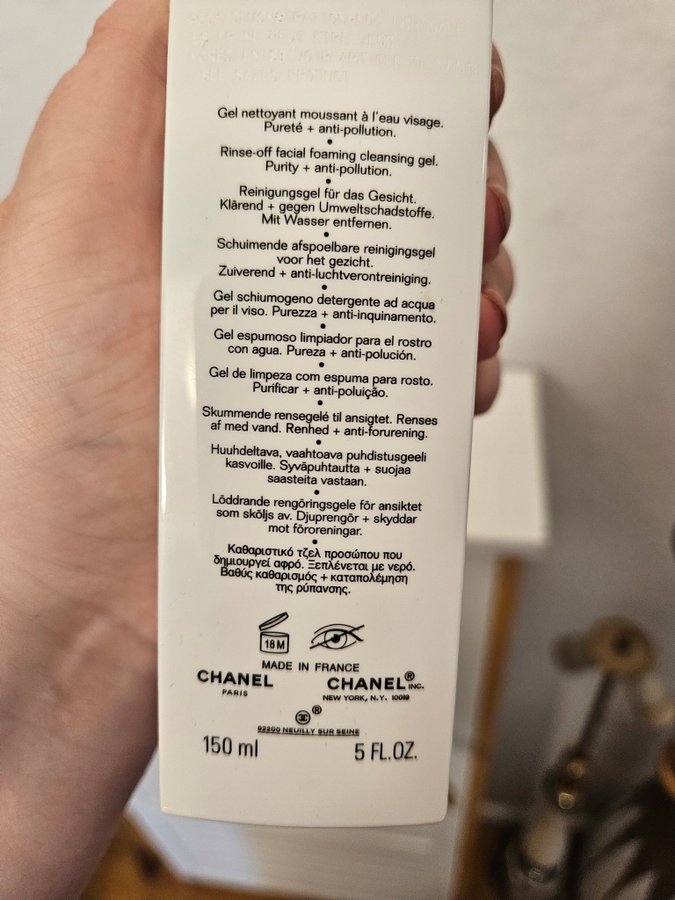 Gel nettoyant moussant à l'eau visage.
Pureté + anti-pollution.
•
Rinse-off facial foaming cleansing gel.
Purity + anti-pollution.
•
Reinigungsgel für das Gesicht.
Klärend + gegen Umweltschadstoffe.
Mit Wasser entfernen.
•
Schuimende afspoelbare reinigingsgel
voor het gezicht.
Zuiverend + anti-luchtverontreiniging.
•
Gel schiumogeno detergente ad acqua
per il viso. Purezza + anti-inquinamento.
•
Gel espumoso limpiador para el rostro
con agua. Pureza + anti-polución.
•
Gel de limpeza com espuma para rosto.
Purificar + anti-poluição.
•
Skummende rensegelé til ansigtet. Renses
af med vand. Renhed + anti-forurening.
•
Huuhdeltava, vaahtoava puhdistusgeeli
kasvoille. Syväpuhtautta + suojaa
saasteita vastaan.
•
Löddrande rengöringsgele för ansiktet
som sköljs av. Djuprengör + skyddar
mot föroreningar.
•
Καθαριστικό τζελ προσώπου που
δημιουργεί αφρό. Ξεπλένεται με νερό.
Βαθύς καθαρισμός + καταπολέμηση
της ρύπανσης.
18 M
MADE IN FRANCE
CHANEL
PARIS
CHANEL® INC.
NEW YORK, N.Y. 10019
®
92200 NEUILLY SUR SEINE
150 ml 5 FL.OZ.